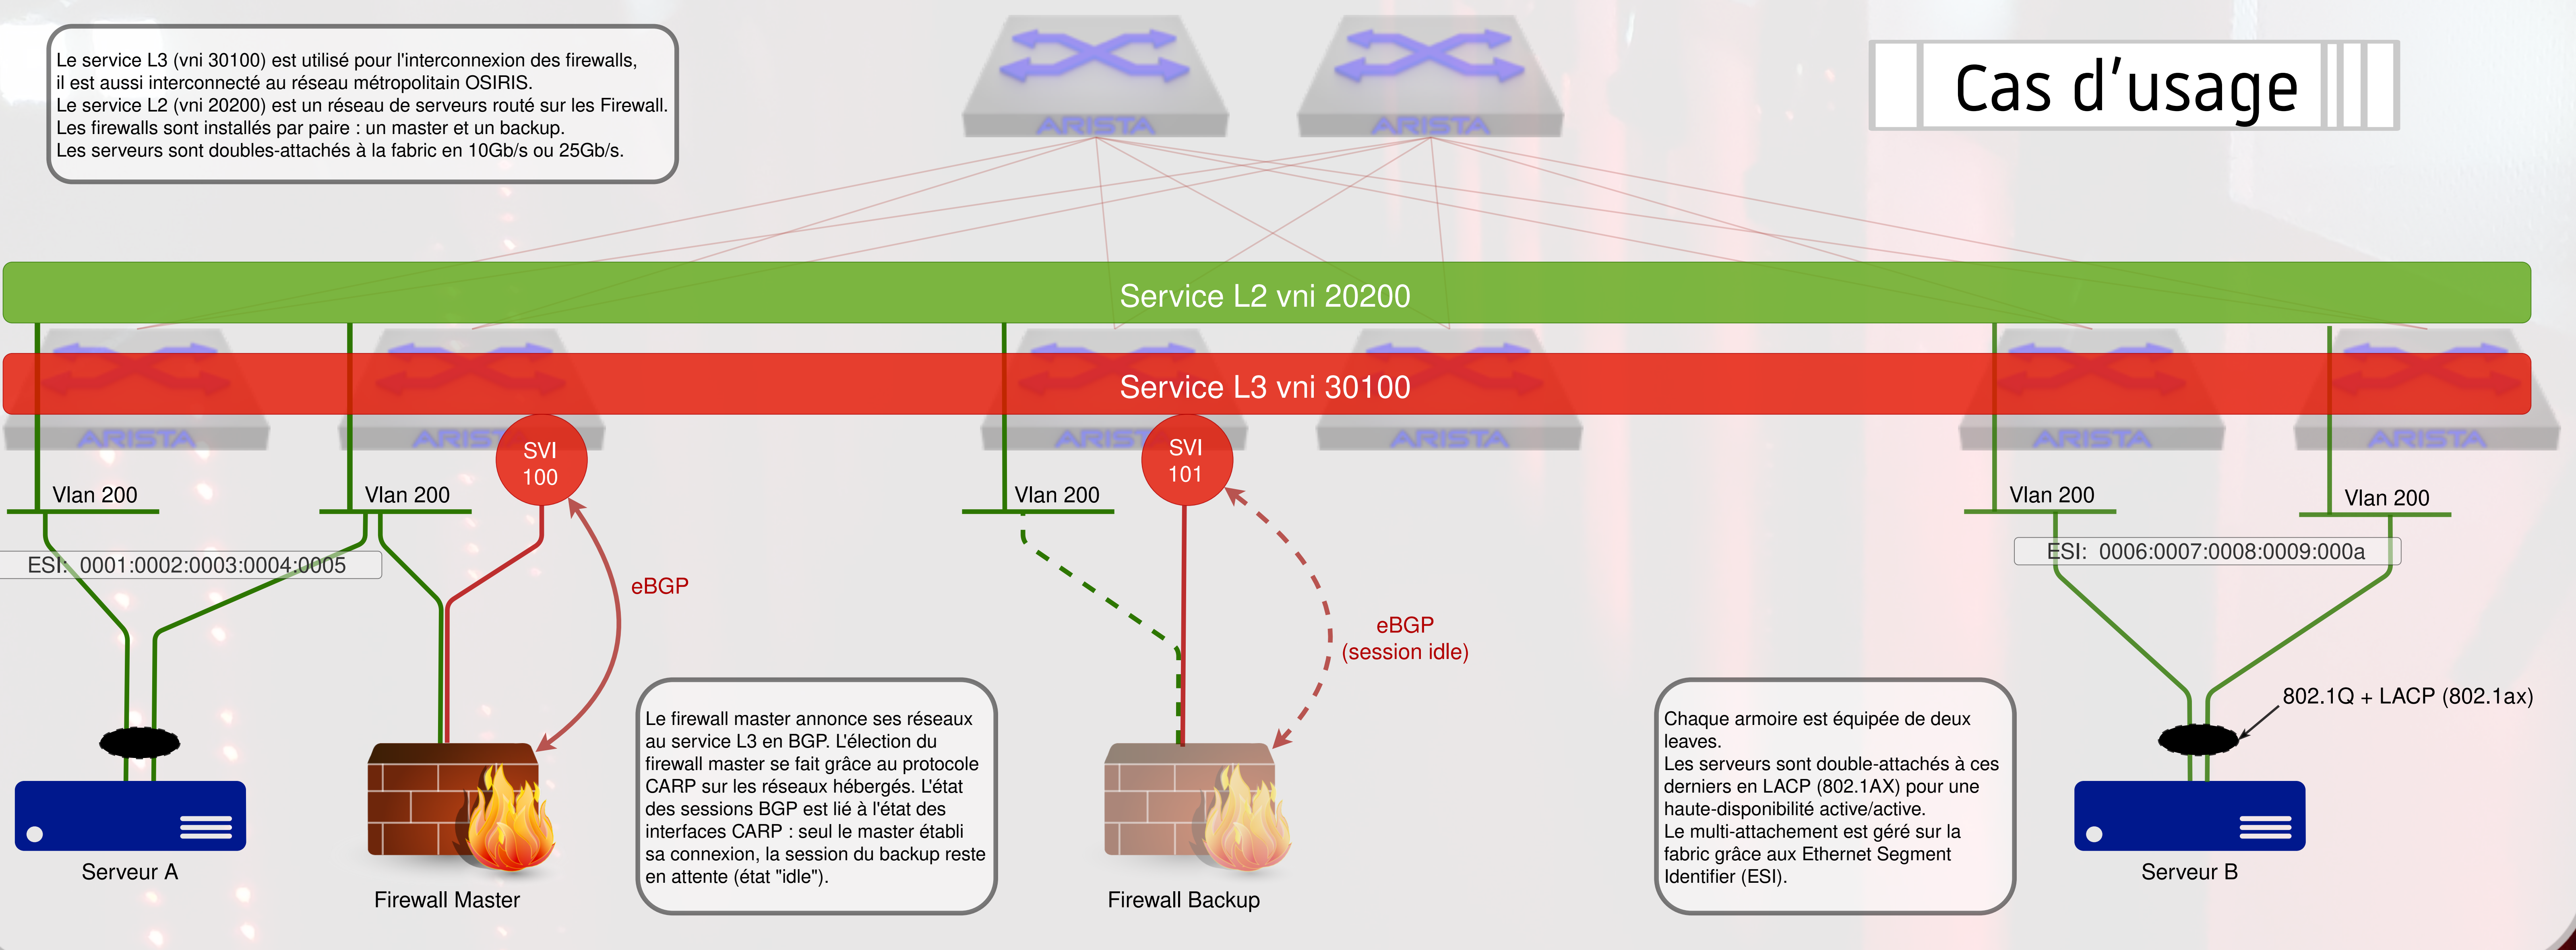 Le service L3 (vni 30100) est utilisé pour l'interconnexion des firewalls,
il est aussi interconnecté au réseau métropolitain OSIRIS.
Le service L2 (vni 20200) est un réseau de serveurs routé sur les Firewall.
Les firewalls sont installés par paire : un master et un backup.
Les serveurs sont doubles-attachés à la fabric en 10Gb/s ou 25Gb/s.
ARISTA
ARISTA
Cas d'usage
Service L2 vni 20200
Service L3 vni 30100
ARISTA
ARISTA
ARISTA
ARISTA
ARISTA
ARISTA
SVI
100
SVI
101
Vlan 200
Vlan 200
Vlan 200
Vlan 200
Vlan 200
ESI: 0001:0002:0003:0004:0005
eBGP
eBGP
(session idle)
ESI: 0006:0007:0008:0009:000a
802.1Q + LACP (802.1ax)
Le firewall master annonce ses réseaux
au service L3 en BGP. L'élection du
firewall master se fait grâce au protocole
CARP sur les réseaux hébergés. L'état
des sessions BGP est lié à l'état des
interfaces CARP : seul le master établi
sa connexion, la session du backup reste
en attente (état "idle").
Chaque armoire est équipée de deux
leaves.
Les serveurs sont double-attachés à ces
derniers en LACP (802.1AX) pour une
haute-disponibilité active/active.
Le multi-attachement est géré sur la
fabric grâce aux Ethernet Segment
Identifier (ESI).
Serveur A
Firewall Master
Firewall Backup
Serveur B